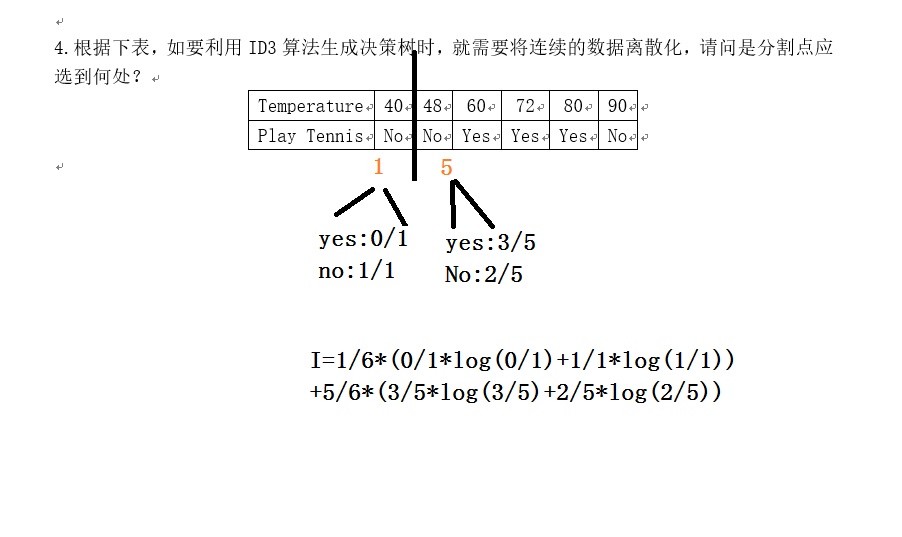 4.根据下表，如要利用 ID3 算法生成决策树时，就需要将连续的数据离散化，请问是分割点应
选到何处？
Temperature 40 48 60 72 80 90
Play Tennis No No Yes Yes Yes No
1 5
yes:0/1 yes:3/5
no:1/1 No:2/5
I=1/6*(0/1*log(0/1)+1/1*log(1/1))
+5/6*(3/5*log(3/5)+2/5*log(2/5))